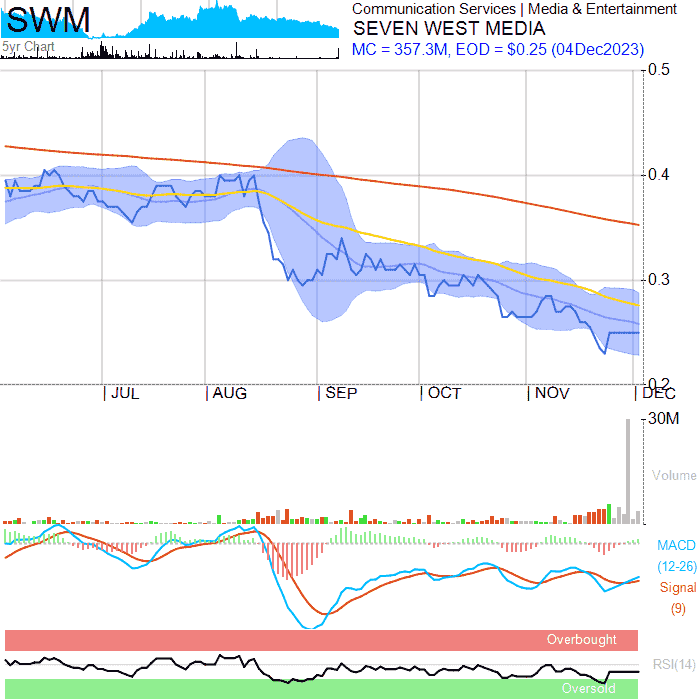 SWM
5yr Chart
Communication Services | Media & Entertainment
SEVEN WEST MEDIA
MC = 357.3M, EOD = $0.25 (04Dec2023)
0.5
0.4
0.3
0.2
JUL AUG SEP OCT NOV DEC
30M
Volume
MACD
(12-26)
Signal
(9)
Overbought
RSI(14)
Oversold